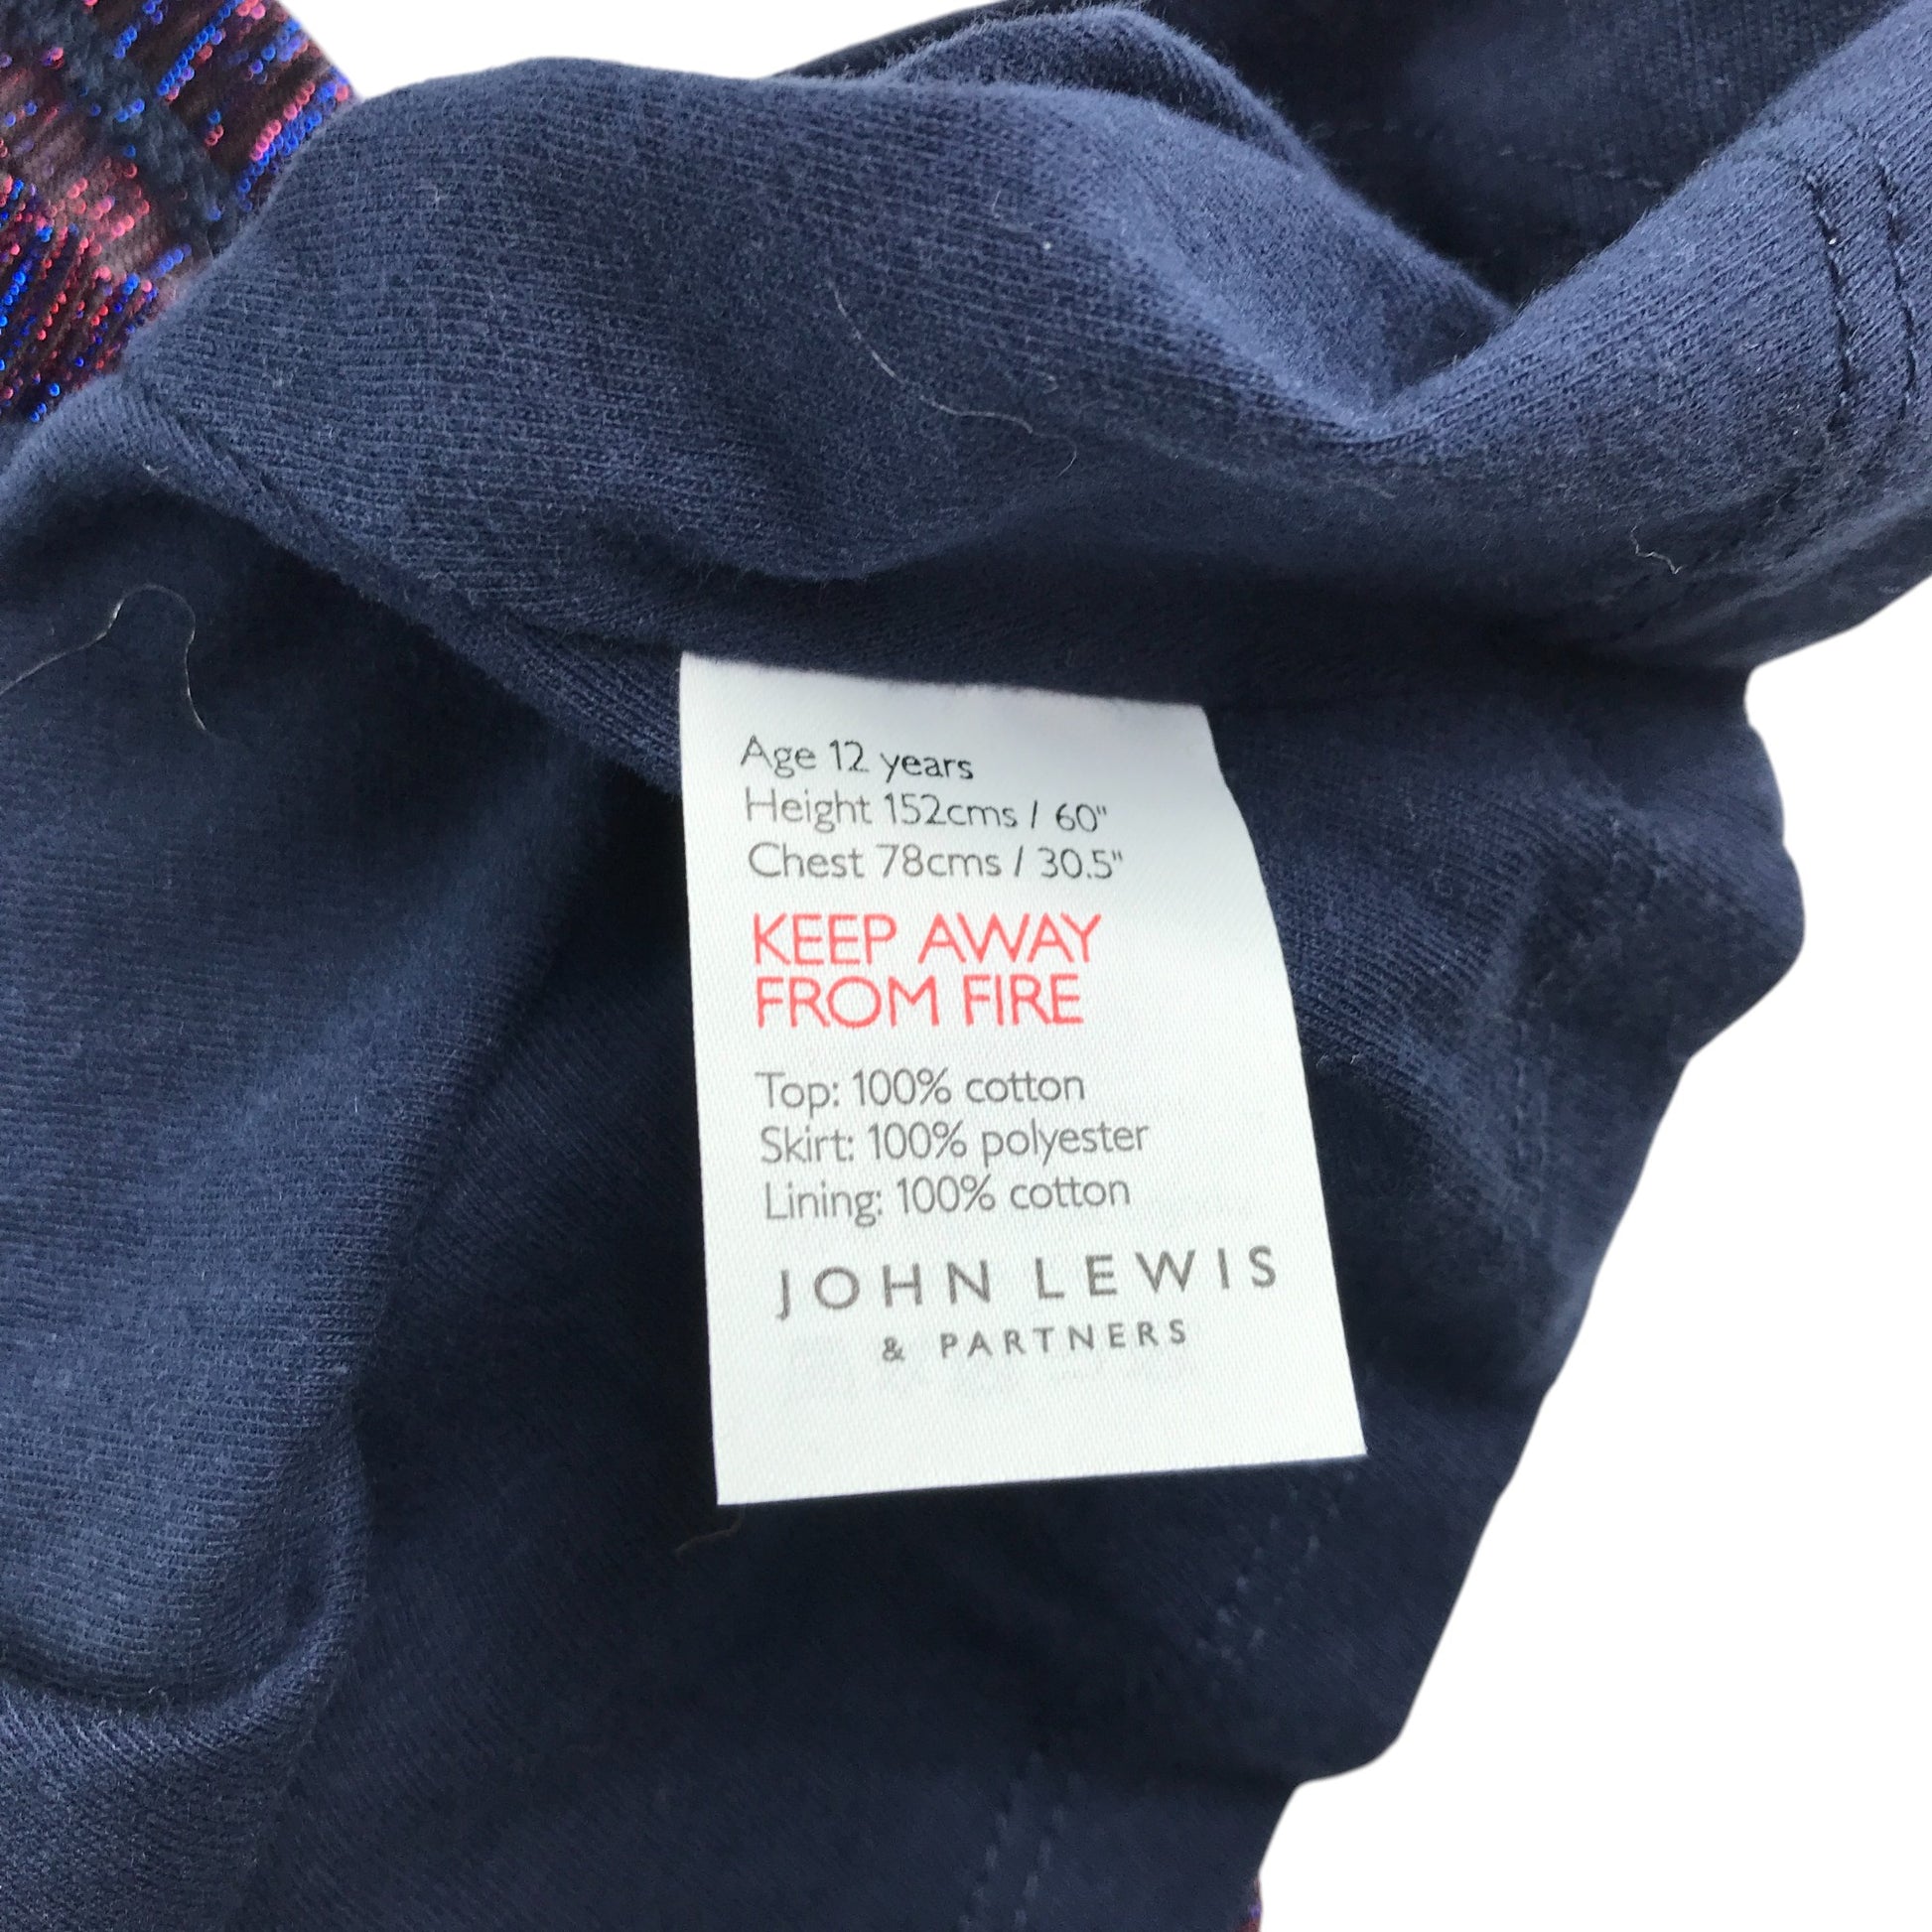 Age 12 years
Height 152cms / 60"
Chest 78cms / 30.5"
KEEP AWAY
FROM FIRE
Top: 100% cotton
Skirt: 100% polyester
Lining: 100% cotton
JOHN LEWIS
& PARTNERS